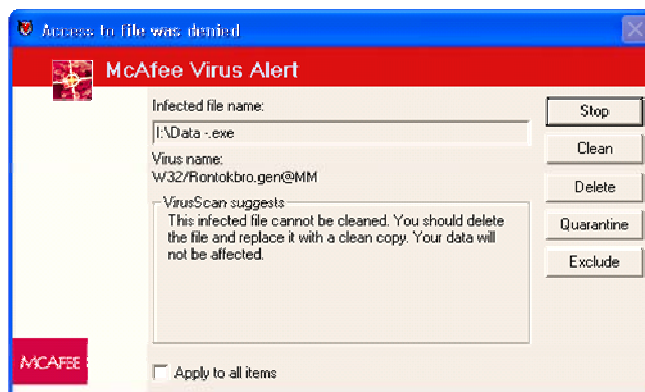 Access to file was denied
McAfee Virus Alert
Infected file name:
I:\Data -.exe
Virus name:
W32/Rontokbro.gen@MM
VirusScan suggests
This infected file cannot be cleaned. You should delete
the file and replace it with a clean copy. Your data will
not be affected.
Stop
Clean
Delete
Quarantine
Exclude
MCAFEE
Apply to all items